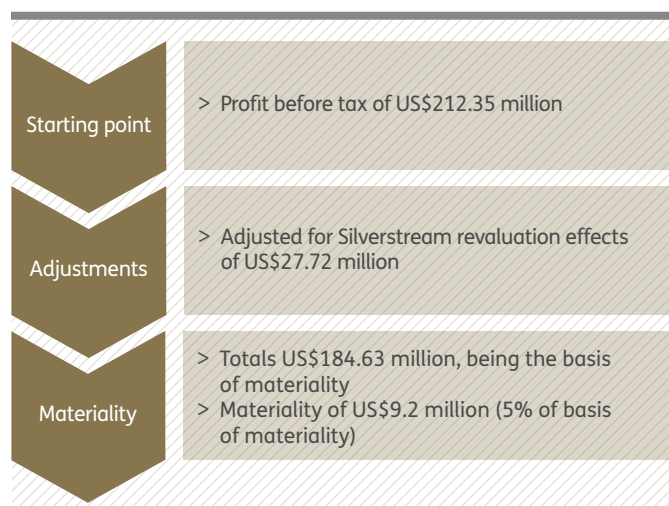 Starting point
> Profit before tax of US$212.35 million
Adjustments
> Adjusted for Silverstream revaluation effects
of US$27.72 million
Materiality
> Totals US$184.63 million, being the basis
of materiality
> Materiality of US$9.2 million (5% of basis
of materiality)